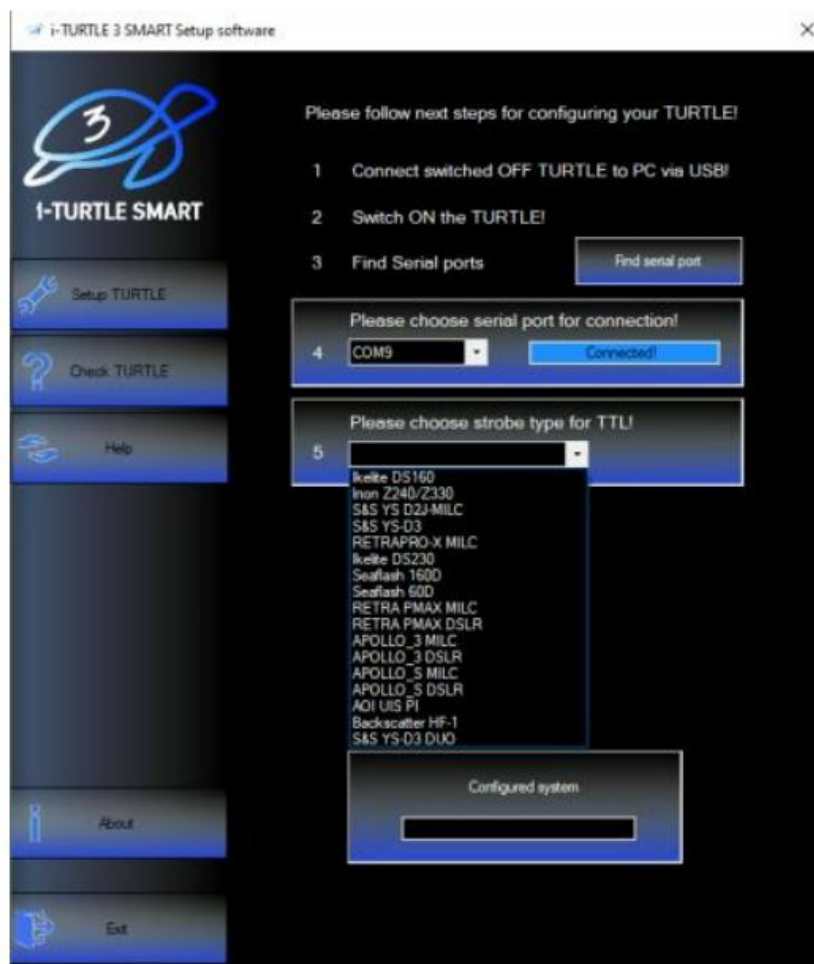 i-TURTLE 3 SMART Setup software
3
i-TURTLE SMART
Setup TURTLE
Check TURTLE
Help
About
Exit
Please follow next steps for configuring your TURTLE!
1 Connect switched OFF TURTLE to PC via USB!
2 Switch ON the TURTLE!
3 Find Serial ports Find serial port
Please choose serial port for connection!
4 COM9 Connected!
Please choose strobe type for TTL!
5
Ikelite DS160
Inon Z240/Z330
S&S YS D2J-MILC
S&S YS-D3
RETRAPRO-X MILC
Ikelite DS230
Seaflash 160D
Seaflash 60D
RETRA PMAX MILC
RETRA PMAX DSLR
APOLLO_3 MILC
APOLLO_3 DSLR
APOLLO_S MILC
APOLLO_S DSLR
AOI UIS PI
Backscatter HF-1
S&S YS-D3 DUO
Configured system